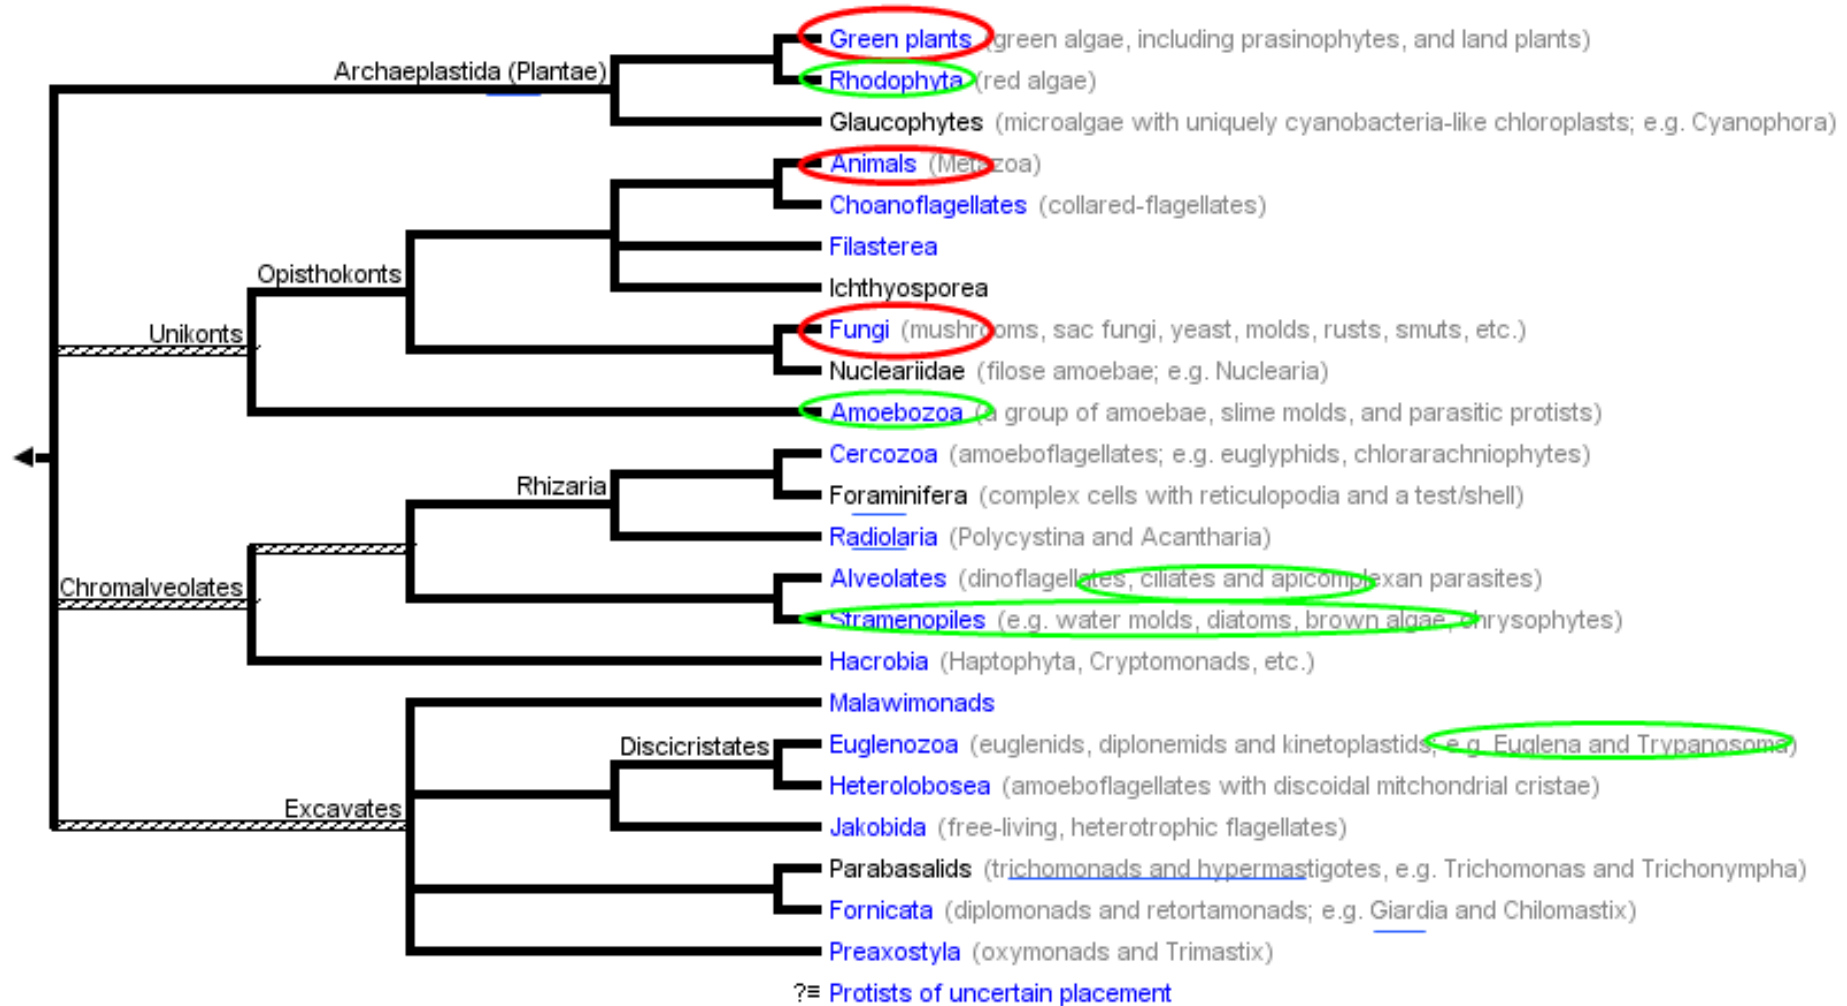 Green plants (green algae, including prasinophytes, and land plants)
Archaeplastida (Plantae)
Rhodophyta (red algae)
Glaucophytes (microalgae with uniquely cyanobacteria-like chloroplasts; e.g. Cyanophora)
Animals (Metazoa)
Choanoflagellates (collared-flagellates)
Filasterea
Opisthokonts
Ichthyosporea
Unikonts
Fungi (mushrooms, sac fungi, yeast, molds, rusts, smuts, etc.)
Nucleariidae (filose amoebae; e.g. Nuclearia)
Amoebozoa (a group of amoebae, slime molds, and parasitic protists)
Cercozoa (amoeboflagellates; e.g. euglyphids, chlorarachniophytes)
Rhizaria
Foraminifera (complex cells with reticulopodia and a test/shell)
Radiolaria (Polycystina and Acantharia)
Alveolates (dinoflagellates, ciliates and apicomplexan parasites)
Chromalveolates
Stramenopiles (e.g. water molds, diatoms, brown algae, chrysophytes)
Hacrobia (Haptophyta, Cryptomonads, etc.)
Malawimonads
Discicristates
Euglenozoa (euglenids, diplonemids and kinetoplastids; e.g. Euglena and Trypanosoma)
Heterolobosea (amoeboflagellates with discoidal mitchondrial cristae)
Excavates
Jakobida (free-living, heterotrophic flagellates)
Parabasalids (trichomonads and hypermastigotes, e.g. Trichomonas and Trichonympha)
Fornicata (diplomonads and retortamonads; e.g. Giardia and Chilomastix)
Preaxostyla (oxymonads and Trimastix)
?≡ Protists of uncertain placement